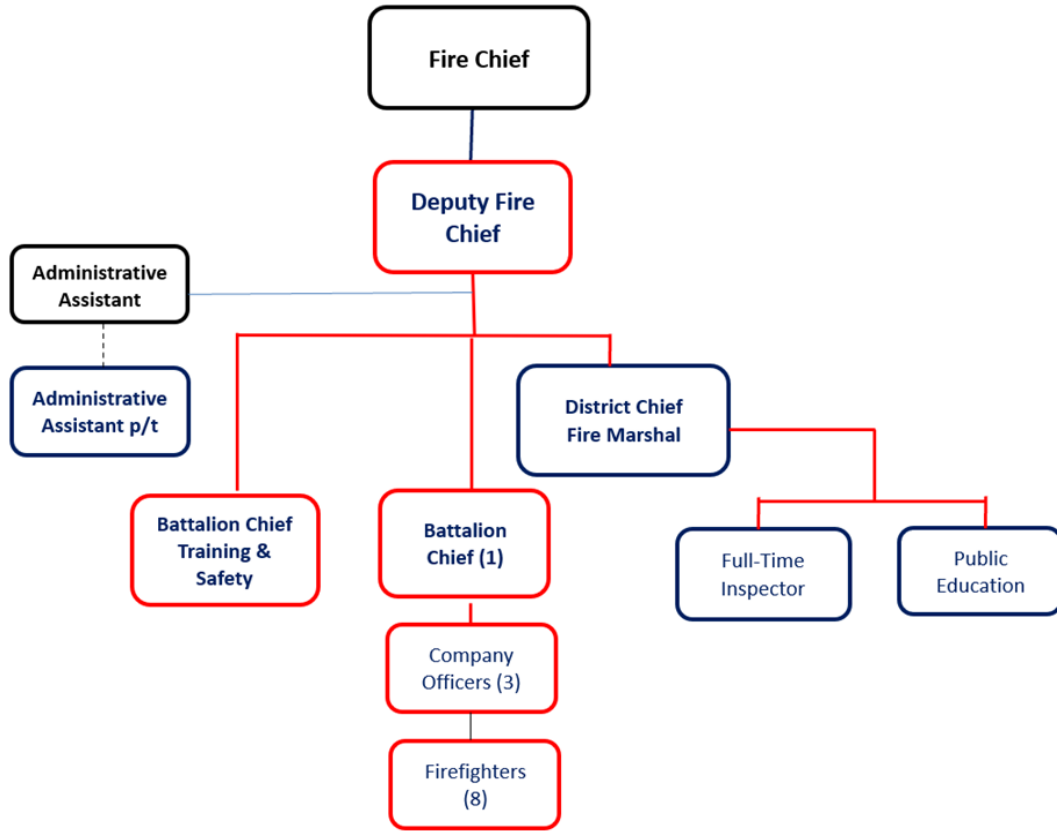 Fire Chief
Deputy Fire
Chief
Administrative
Assistant
Administrative
Assistant p/t
District Chief
Fire Marshal
Battalion Chief
Training &
Safety
Battalion
Chief (1)
Full-Time
Inspector
Public
Education
Company
Officers (3)
Firefighters
(8)